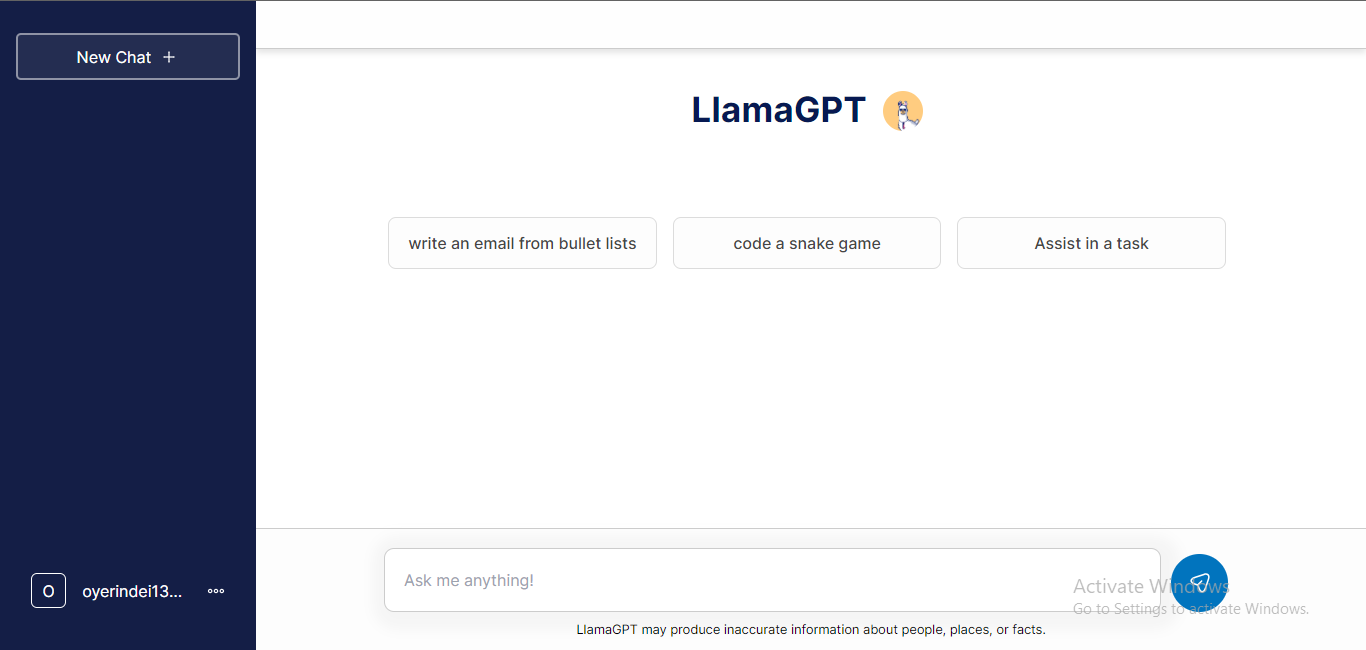 New Chat +
LlamaGPT
write an email from bullet lists
code a snake game
Assist in a task
Ask me anything!
Activate Windows
Go to Settings to activate Windows.
LlamaGPT may produce inaccurate information about people, places, or facts.
O oyerindei13...